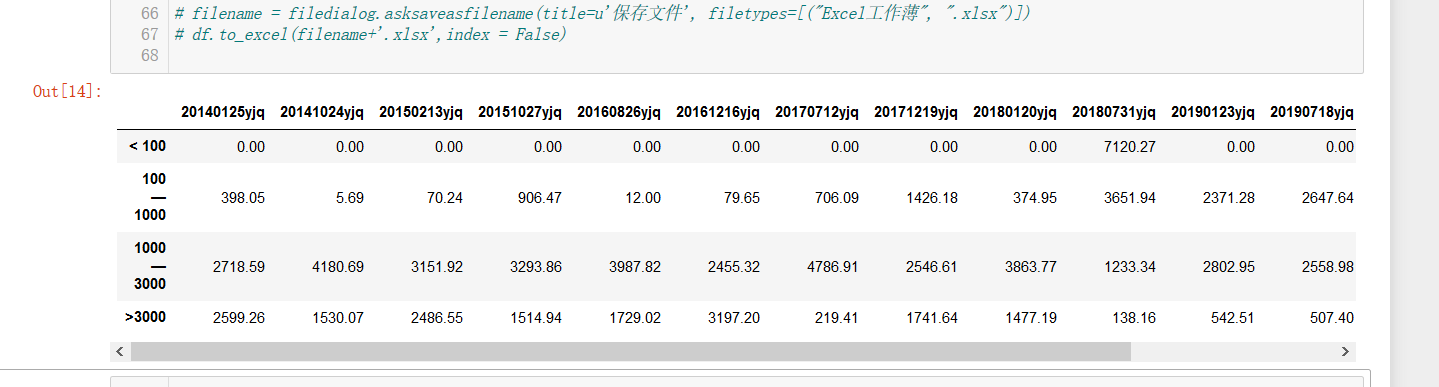 66 # filename = filedialog.asksaveasfilename(title=u'保存文件', filetypes=[("Excel工作薄", ".xlsx")])
67 # df.to_excel(filename+'.xlsx',index = False)
68
Out[14]:
20140125yjq 20141024yjq 20150213yjq 20151027yjq 20160826yjq 20161216yjq 20170712yjq 20171219yjq 20180120yjq 20180731yjq 20190123yjq 20190718yjq
< 100 0.00 0.00 0.00 0.00 0.00 0.00 0.00 0.00 0.00 7120.27 0.00 0.00
100
—
1000 398.05 5.69 70.24 906.47 12.00 79.65 706.09 1426.18 374.95 3651.94 2371.28 2647.64
1000
—
3000 2718.59 4180.69 3151.92 3293.86 3987.82 2455.32 4786.91 2546.61 3863.77 1233.34 2802.95 2558.98
>3000 2599.26 1530.07 2486.55 1514.94 1729.02 3197.20 219.41 1741.64 1477.19 138.16 542.51 507.40